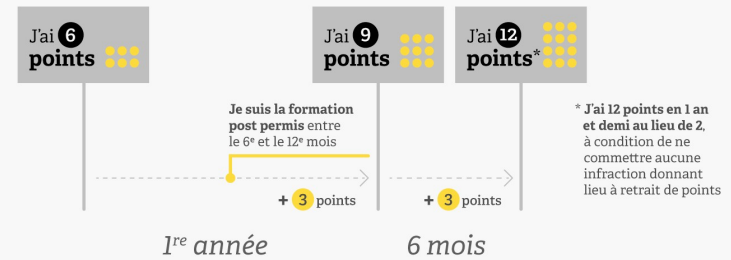 J'ai 6
points
J'ai 9
points
J'ai 12
points*
Je suis la formation
post permis entre
le 6e et le 12e mois
* J'ai 12 points en 1 an
et demi au lieu de 2,
à condition de ne
commettre aucune
infraction donnant
lieu à retrait de points
+ 3 points
+ 3 points
1re année
6 mois